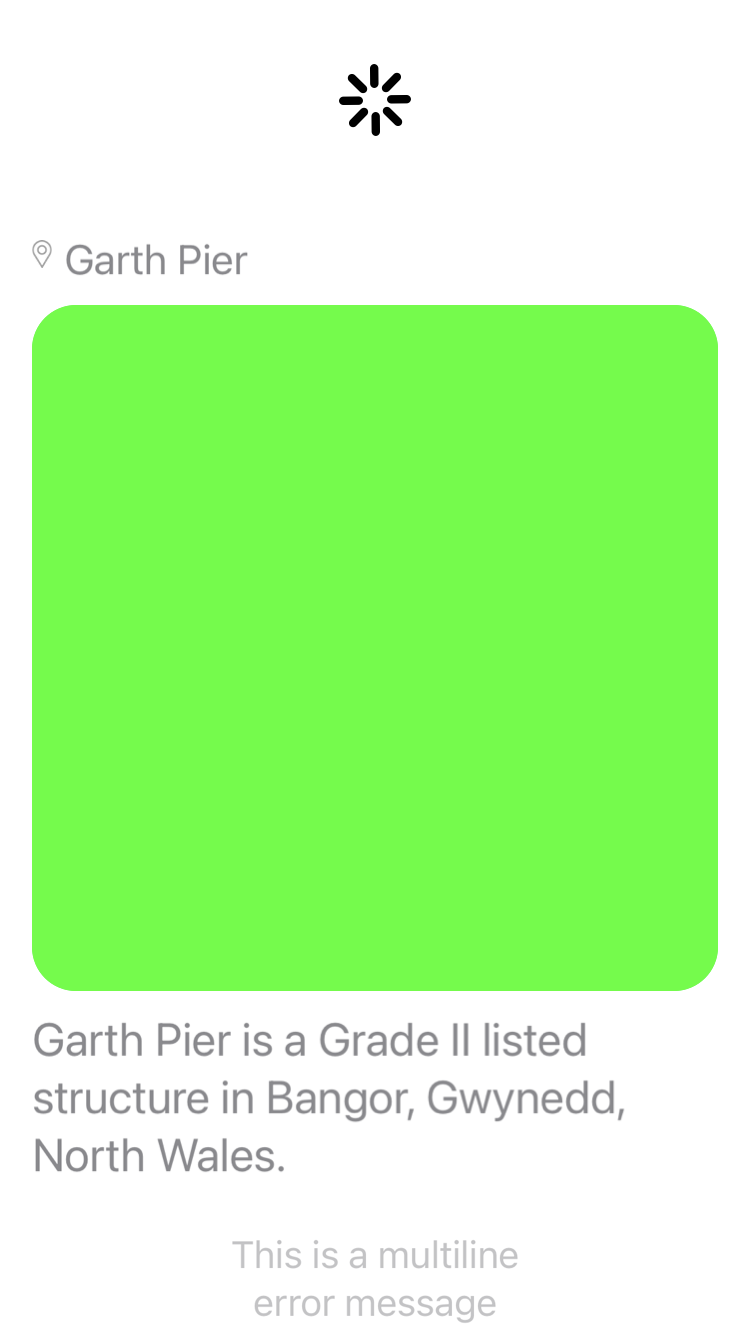 Garth Pier
Garth Pier is a Grade II listed
structure in Bangor, Gwynedd,
North Wales.
This is a multiline
error message